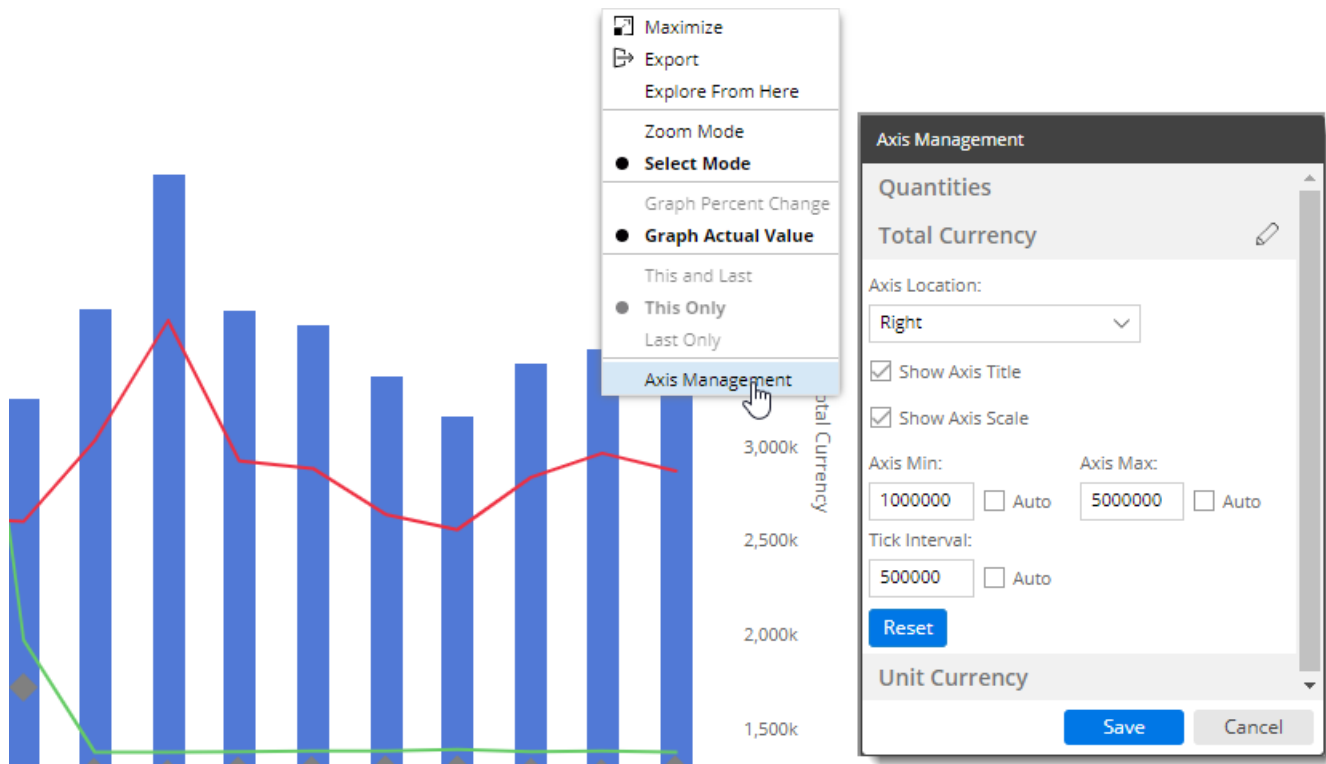 Maximize
Export
Explore From Here
Zoom Mode
Select Mode
Graph Percent Change
Graph Actual Value
This and Last
This Only
Last Only
Axis Management
Currency
3,000k
2,500k
2,000k
1,500k
Axis Management
Quantities
Total Currency
Axis Location:
Right
Show Axis Title
Show Axis Scale
Axis Min: Axis Max:
1000000 Auto 5000000 Auto
Tick Interval:
500000 Auto
Reset
Unit Currency
Save Cancel